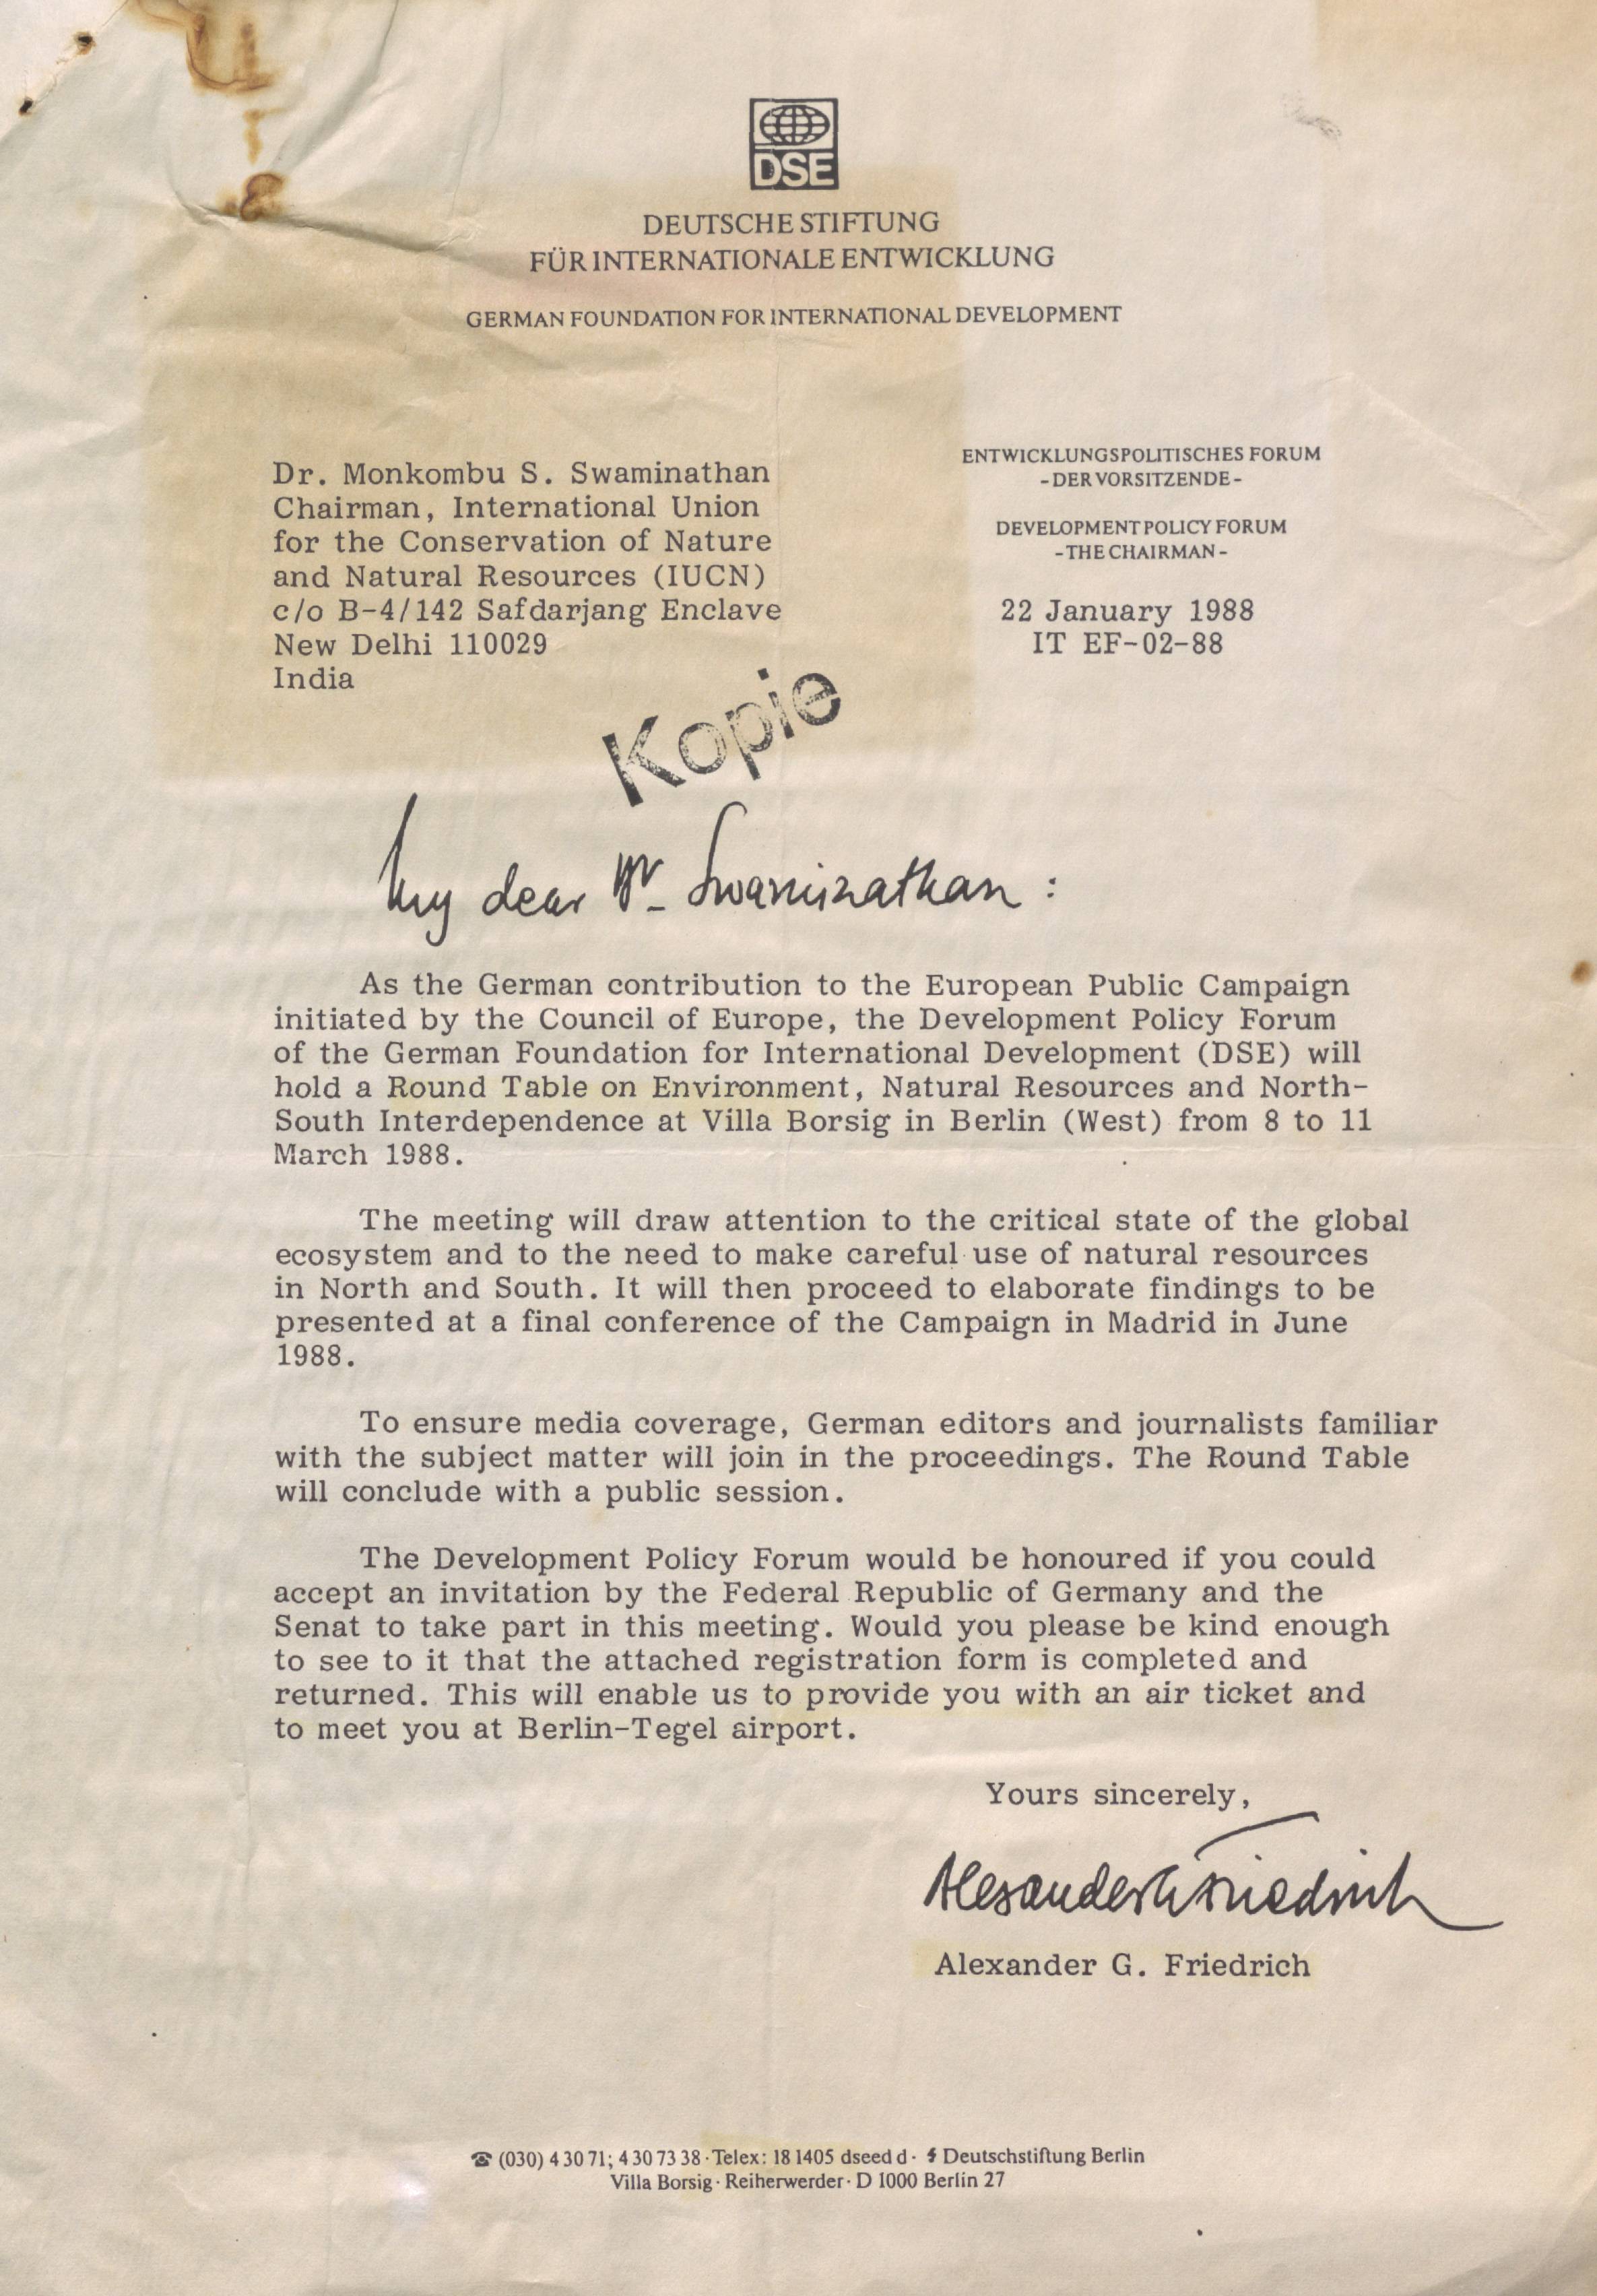 DSE
DEUTSCHE STIFTUNG
FÜR INTERNATIONALE ENTWICKLUNG
GERMAN FOUNDATION FOR INTERNATIONAL DEVELOPMENT
Dr. Monkombu S. Swaminathan
Chairman, International Union
for the Conservation of Nature
and Natural Resources (IUCN)
c/o B-4/142 Safdarjang Enclave
New Delhi 110029
India
ENTWICKLUNGSPOLITISCHES FORUM
- DER VORSITZENDE -
DEVELOPMENT POLICY FORUM
- THE CHAIRMAN -
22 January 1988
IT EF-02-88
Kopie
My dear Dr. Swaminathan :
As the German contribution to the European Public Campaign
initiated by the Council of Europe, the Development Policy Forum
of the German Foundation for International Development (DSE) will
hold a Round Table on Environment, Natural Resources and North-
South Interdependence at Villa Borsig in Berlin (West) from 8 to 11
March 1988.
The meeting will draw attention to the critical state of the global
ecosystem and to the need to make careful use of natural resources
in North and South. It will then proceed to elaborate findings to be
presented at a final conference of the Campaign in Madrid in June
1988.
To ensure media coverage, German editors and journalists familiar
with the subject matter will join in the proceedings. The Round Table
will conclude with a public session.
The Development Policy Forum would be honoured if you could
accept an invitation by the Federal Republic of Germany and the
Senat to take part in this meeting. Would you please be kind enough
to see to it that the attached registration form is completed and
returned. This will enable us to provide you with an air ticket and
to meet you at Berlin-Tegel airport.
Yours sincerely,
Alexander G Friedrich
Alexander G. Friedrich
☎ (030) 4 30 71; 4 30 73 38 · Telex: 18 1405 dseed d · Deutschstiftung Berlin
Villa Borsig · Reiherwerder · D 1000 Berlin 27